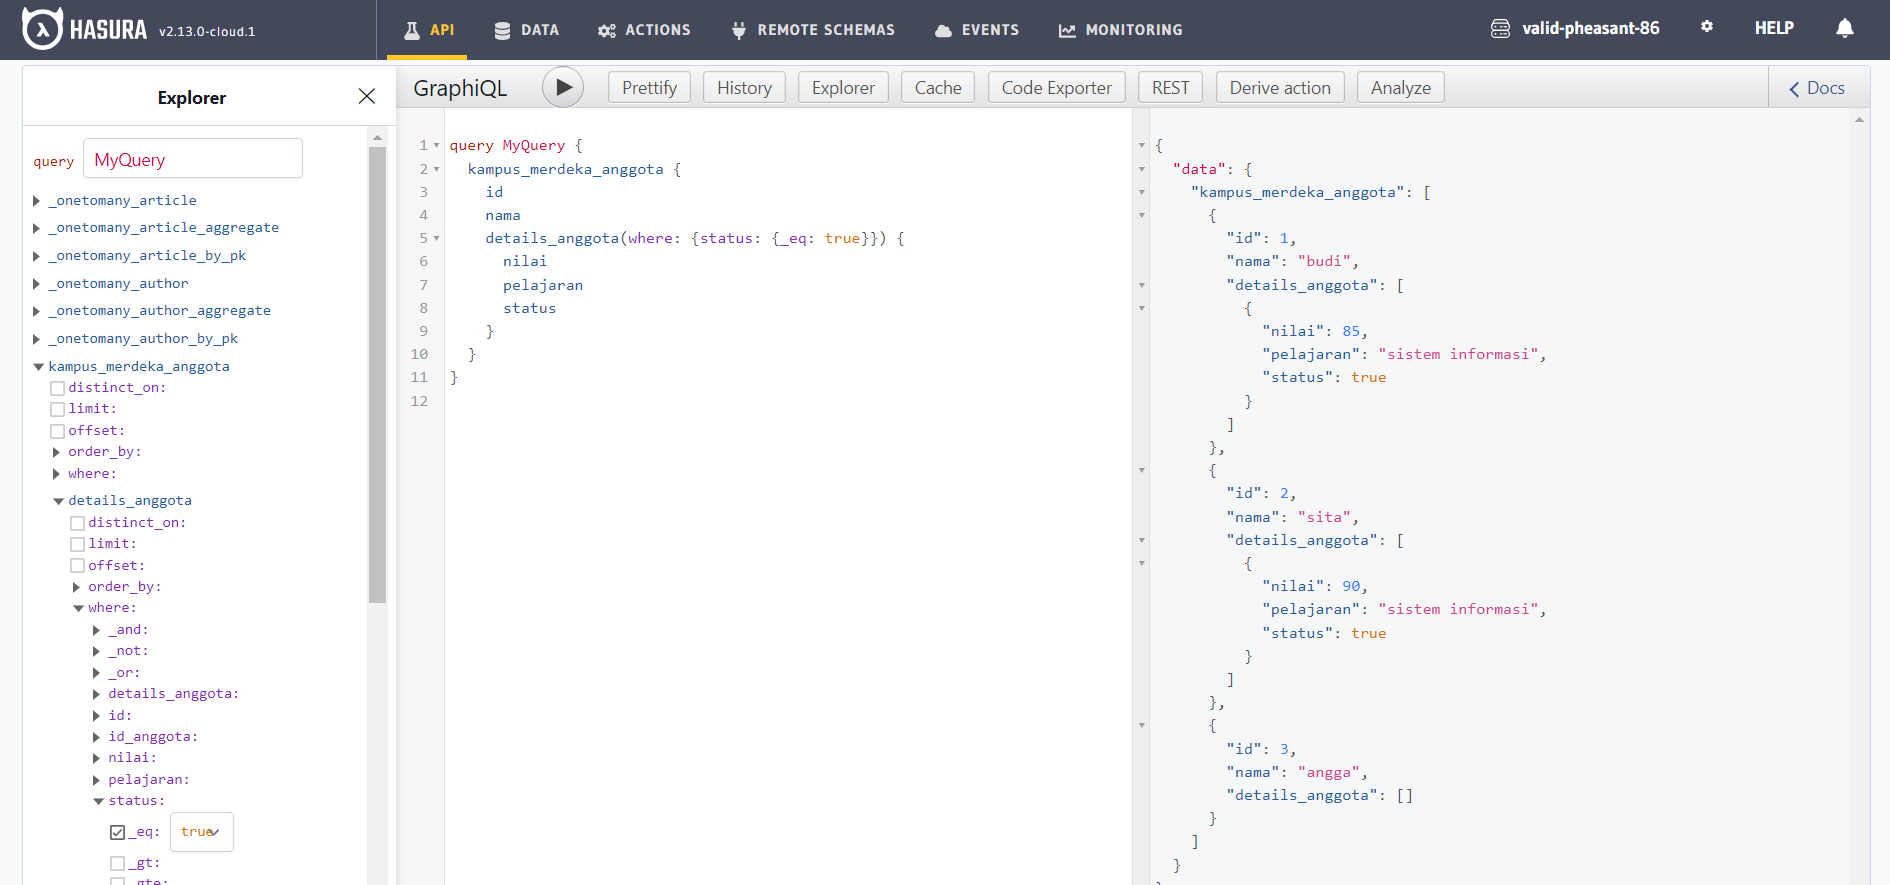 HASURA v2.13.0-cloud.1
API DATA ACTIONS REMOTE SCHEMAS EVENTS MONITORING
valid-pheasant-86 HELP
Explorer
query MyQuery
_onetomany_article
_onetomany_article_aggregate
_onetomany_article_by_pk
_onetomany_author
_onetomany_author_aggregate
_onetomany_author_by_pk
kampus_merdeka_anggota
distinct_on:
limit:
offset:
order_by:
where:
details_anggota
distinct_on:
limit:
offset:
order_by:
where:
_and:
_not:
_or:
details_anggota:
id:
id_anggota:
nilai:
pelajaran:
status:
_eq: true
_gt:
_gte:
GraphiQL Prettify History Explorer Cache Code Exporter REST Derive action Analyze Docs
1 query MyQuery {
2 kampus_merdeka_anggota {
3 id
4 nama
5 details_anggota(where: {status: {_eq: true}}) {
6 nilai
7 pelajaran
8 status
9 }
10 }
11 }
12
{
"data": {
"kampus_merdeka_anggota": [
{
"id": 1,
"nama": "budi",
"details_anggota": [
{
"nilai": 85,
"pelajaran": "sistem informasi",
"status": true
}
]
},
{
"id": 2,
"nama": "sita",
"details_anggota": [
{
"nilai": 90,
"pelajaran": "sistem informasi",
"status": true
}
]
},
{
"id": 3,
"nama": "angga",
"details_anggota": []
}
]
}
}